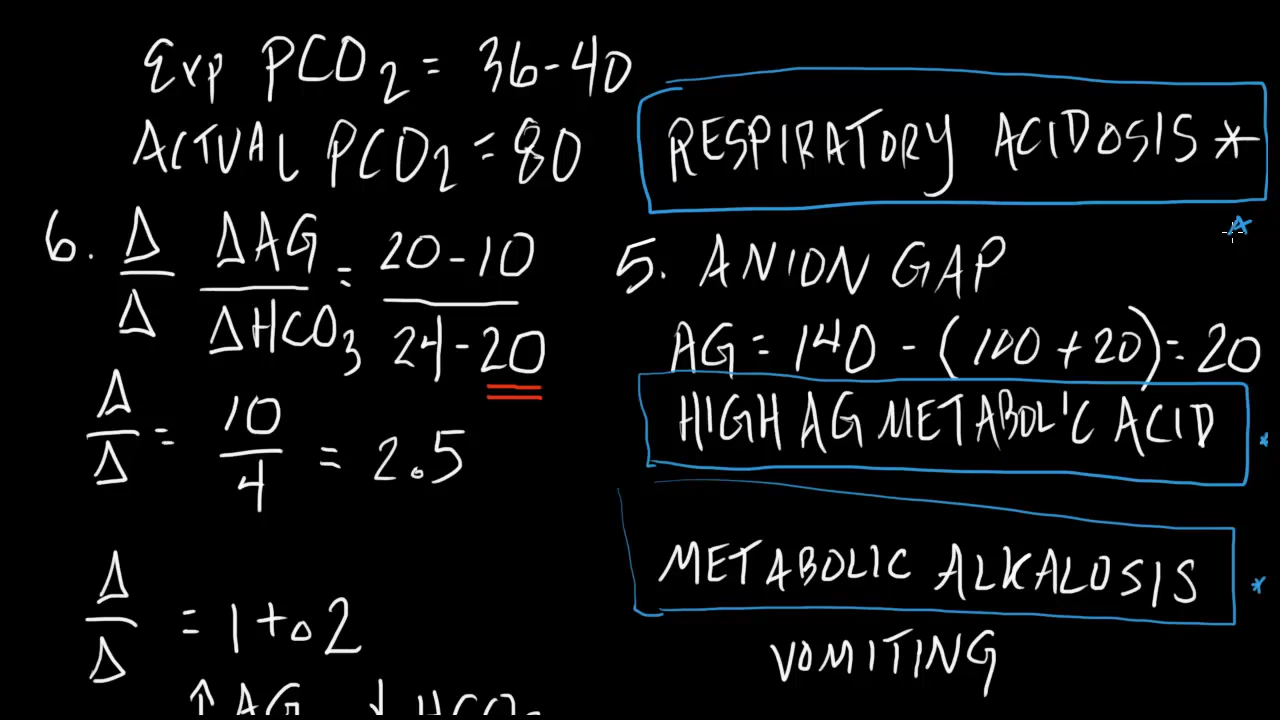 Exp PCO2 = 36-40
ACTUAL PCO2 = 80
RESPIRATORY ACIDOSIS *
6. Δ/Δ ΔAG/ΔHCO3 = 20-10/24-20
Δ/Δ = 10/4 = 2.5
Δ/Δ = 1 to 2
↑ AG ↓ HCO3
5. ANION GAP
AG = 140 - (100 + 20) = 20
HIGH AG METABOLIC ACID *
METABOLIC ALKALOSIS *
VOMITING